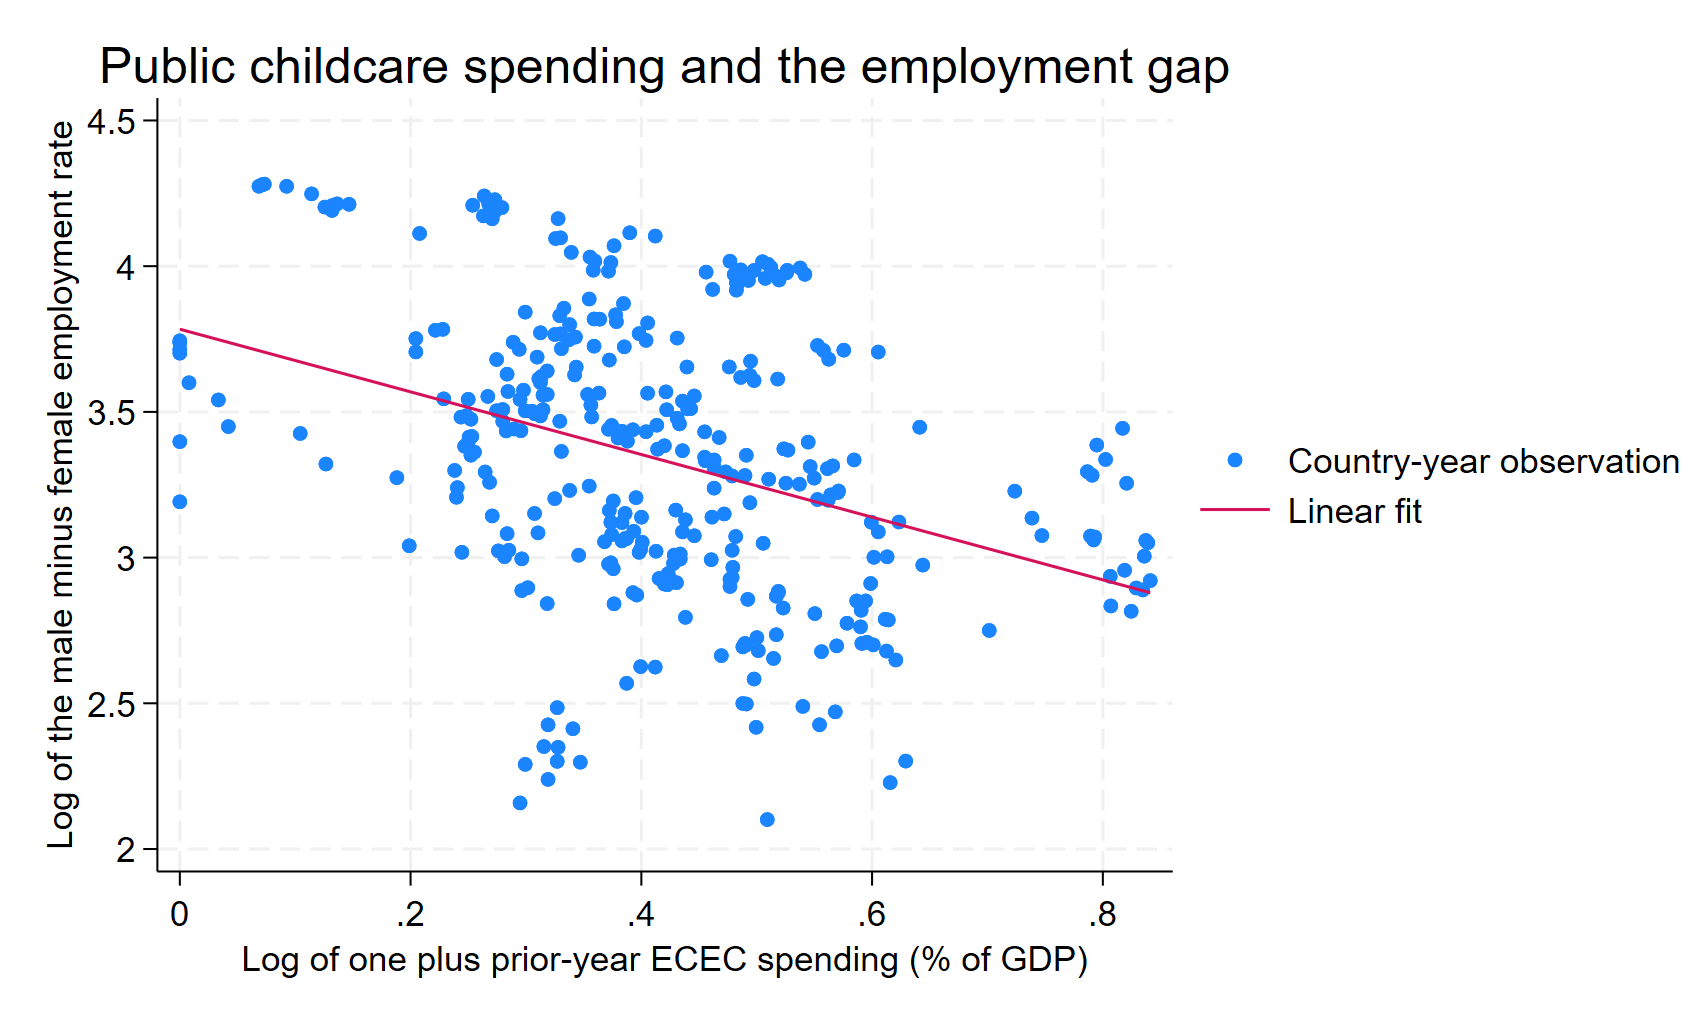 Public childcare spending and the employment gap
Log of the male minus female employment rate
4.5
4
3.5
3
2.5
2
0
.2
.4
.6
.8
Log of one plus prior-year ECEC spending (% of GDP)
Country-year observation
Linear fit